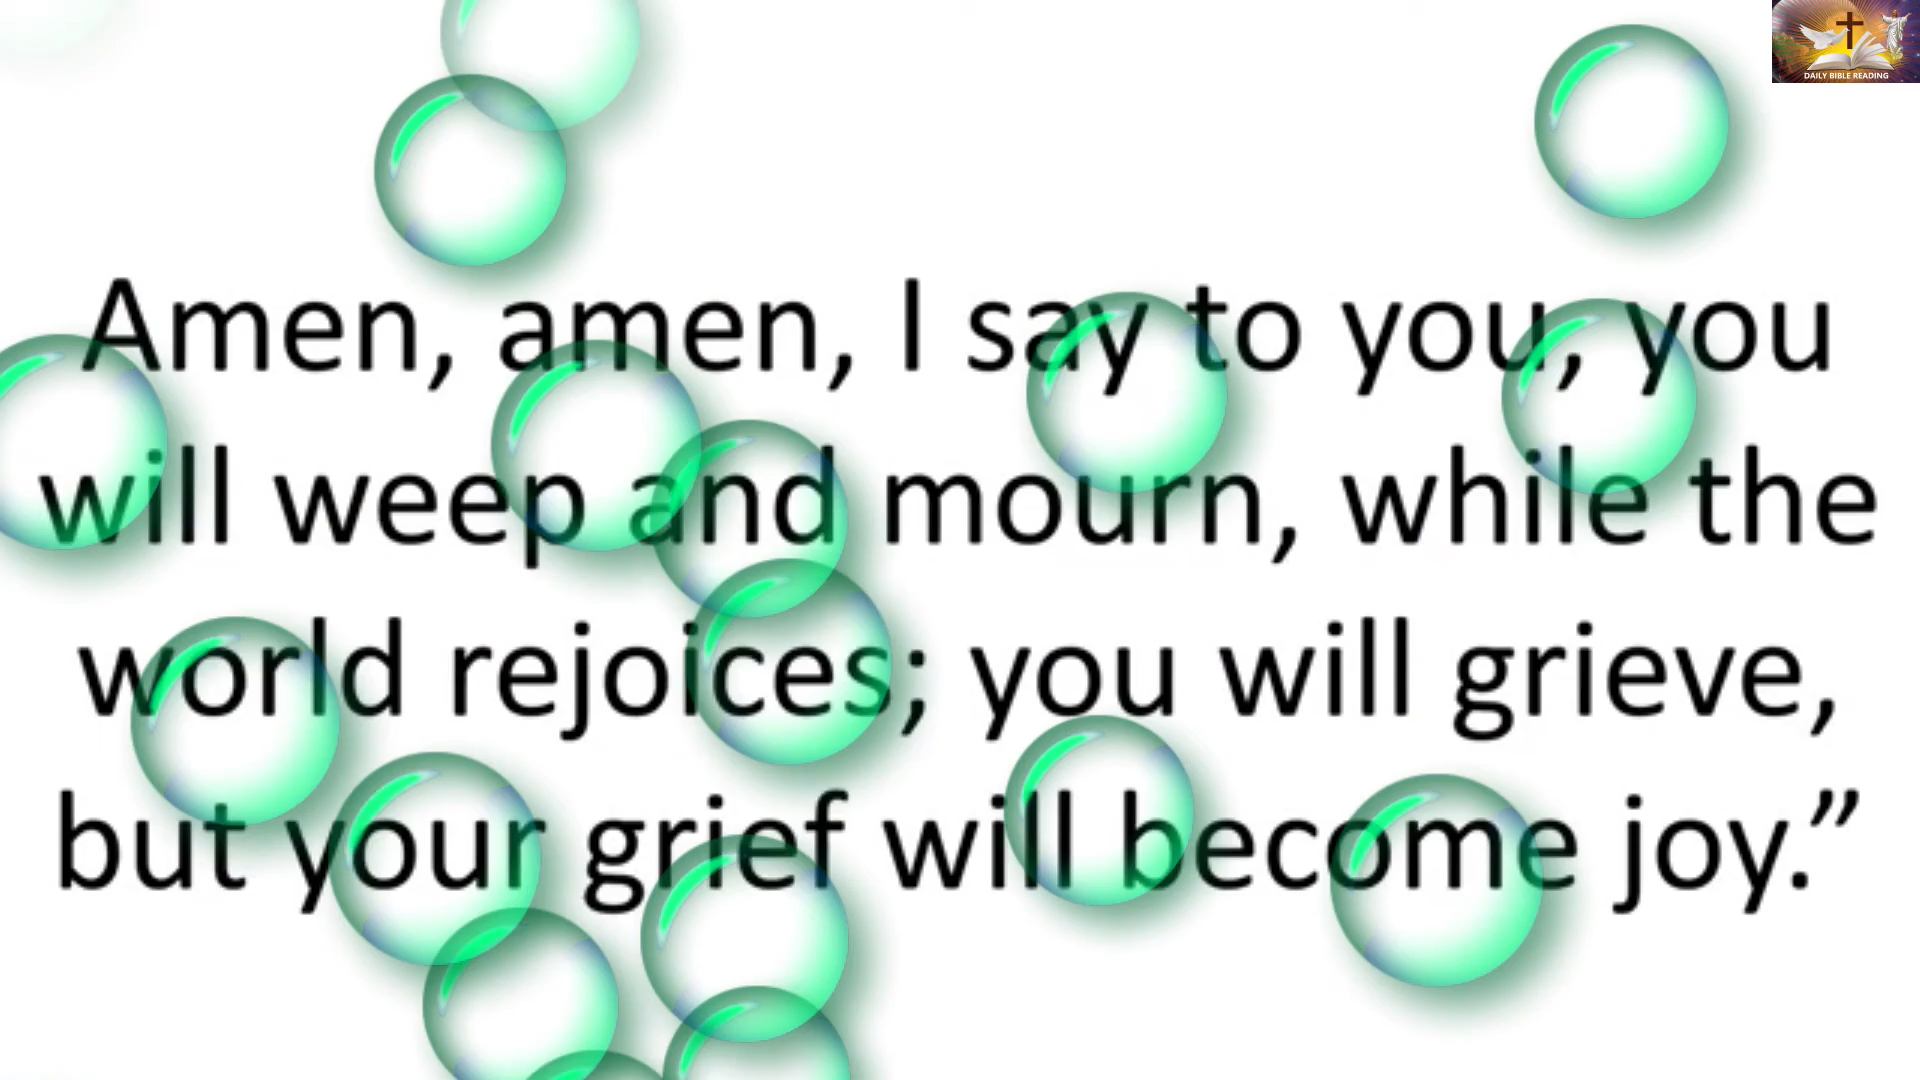 DAILY BIBLE READING
Amen, amen, I say to you, you
will weep and mourn, while the
world rejoices; you will grieve,
but your grief will become joy.”